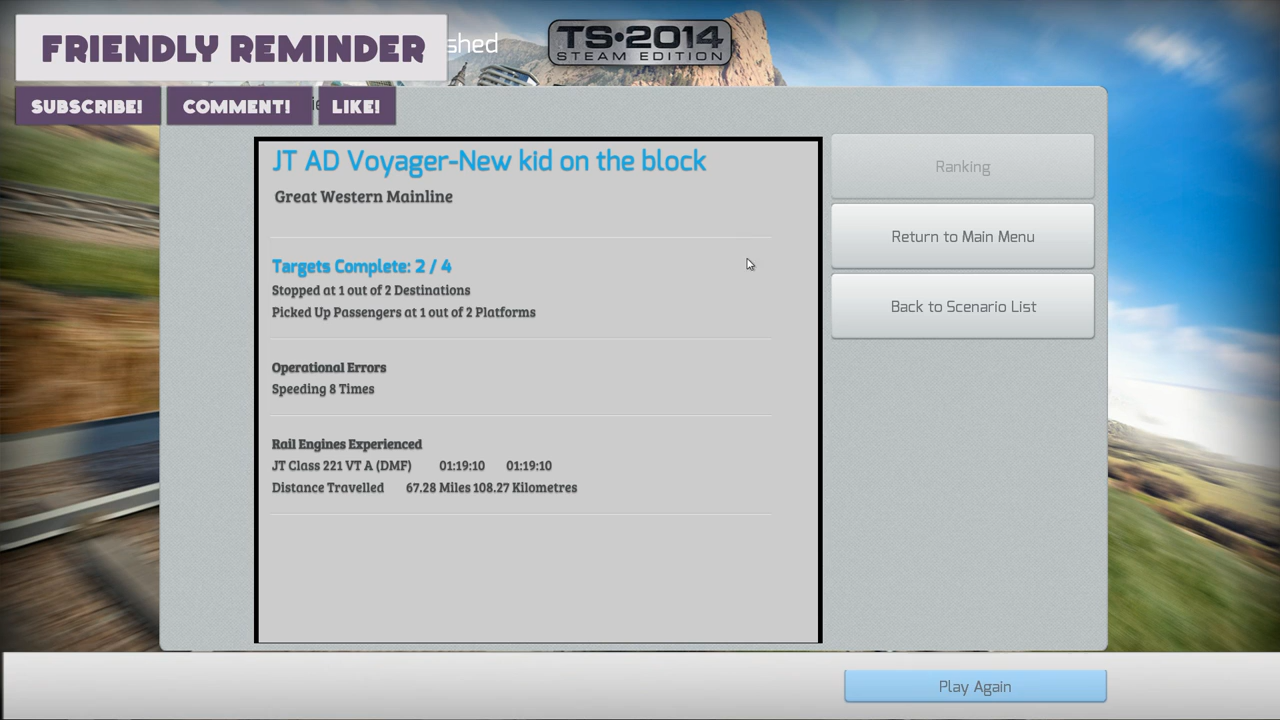 FRIENDLY REMINDER
shed
TS·2014
STEAM EDITION
SUBSCRIBE!
COMMENT!
LIKE!
JT AD Voyager-New kid on the block
Great Western Mainline
Targets Complete: 2 / 4
Stopped at 1 out of 2 Destinations
Picked Up Passengers at 1 out of 2 Platforms
Operational Errors
Speeding 8 Times
Rail Engines Experienced
JT Class 221 VT A (DMF) 01:19:10 01:19:10
Distance Travelled 67.28 Miles 108.27 Kilometres
Ranking
Return to Main Menu
Back to Scenario List
Play Again